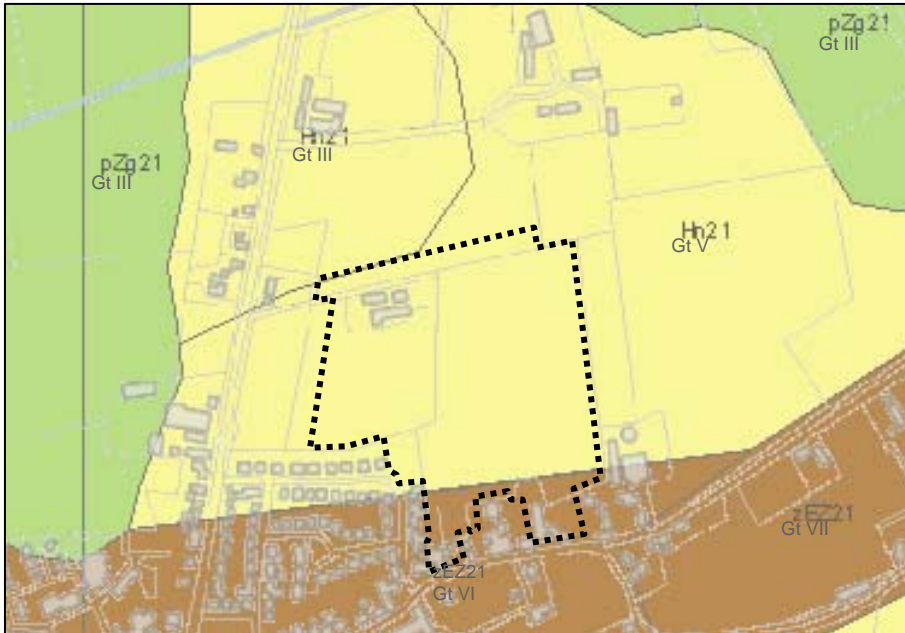 pZg21
Gt III
Hn21
Gt III
pZg21
Gt III
Hn21
Gt V
zEZ21
Gt VII
zEZ21
Gt VI